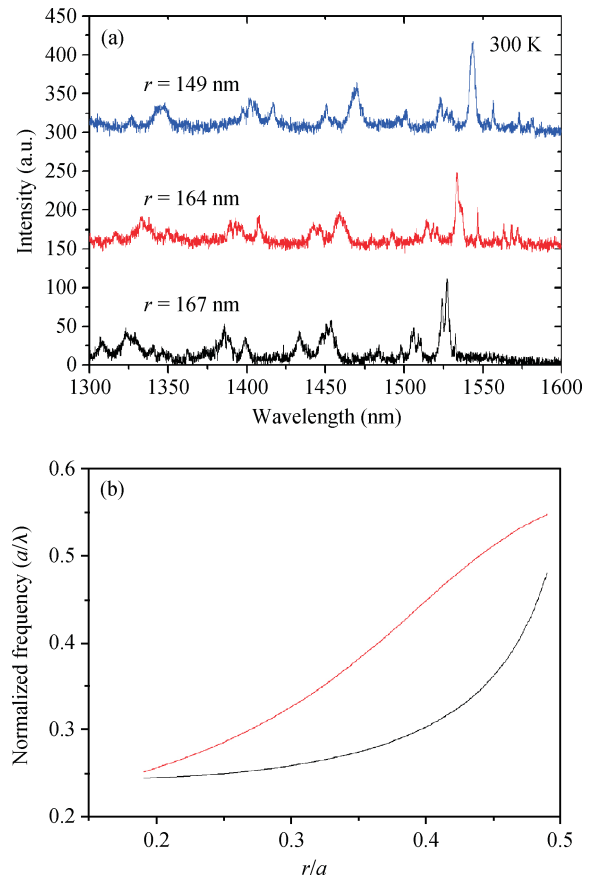 (a)
300 K
r = 149 nm
r = 164 nm
r = 167 nm
Intensity (a.u.)
450
400
350
300
250
200
150
100
50
0
1300 1350 1400 1450 1500 1550 1600
Wavelength (nm)
(b)
Normalized frequency (a/λ)
0.6
0.5
0.4
0.3
0.2
0.2 0.3 0.4 0.5
r/a